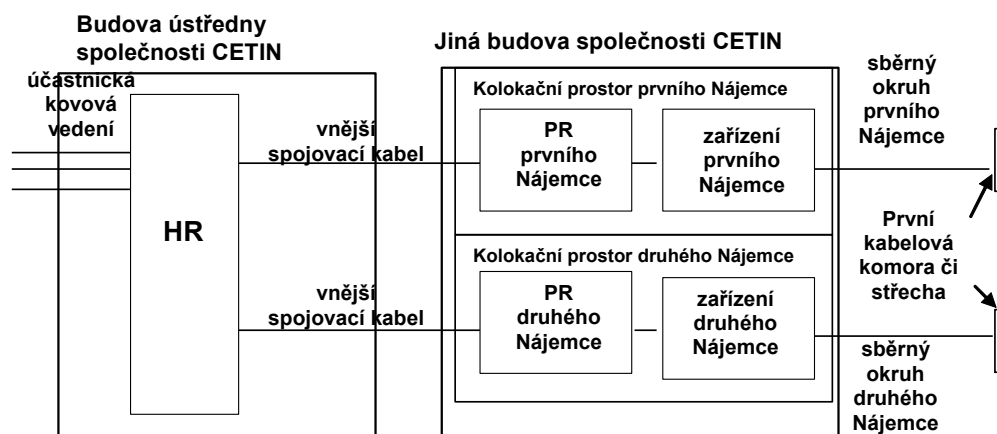 Budova ústředny
společnosti CETIN
účastnická
kovová
vedení
HR
vnější
spojovací kabel
vnější
spojovací kabel
Jiná budova společnosti CETIN
Kolokační prostor prvního Nájemce
PR
prvního
Nájemce
zařízení
prvního
Nájemce
Kolokační prostor druhého Nájemce
PR
druhého
Nájemce
zařízení
druhého
Nájemce
sběrný
okruh
prvního
Nájemce
První
kabelová
komora či
střecha
sběrný
okruh
druhého
Nájemce